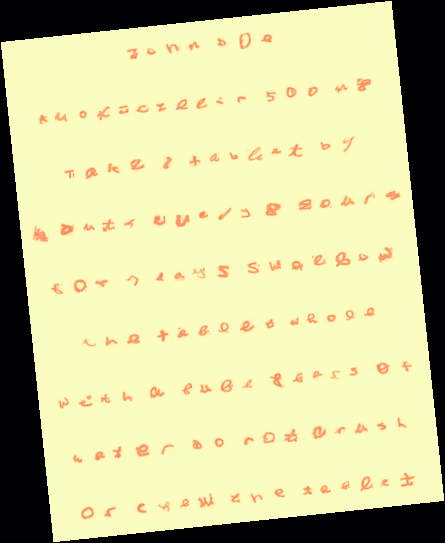 John Doe
Amoxicillin 500mg
Take 1 tablet by
mouth every 8 hours
for 7 days Swallow
the tablet whole
with a full glass of
water Do not crush
or chew the tablet